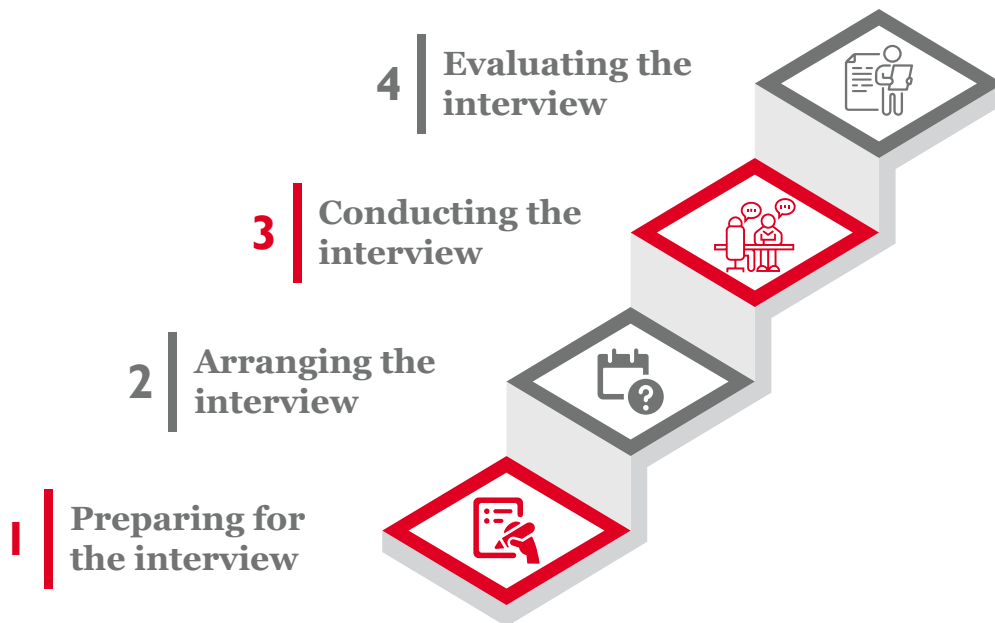 4
Evaluating the
interview
3
Conducting the
interview
2
Arranging the
interview
?
1
Preparing for
the interview